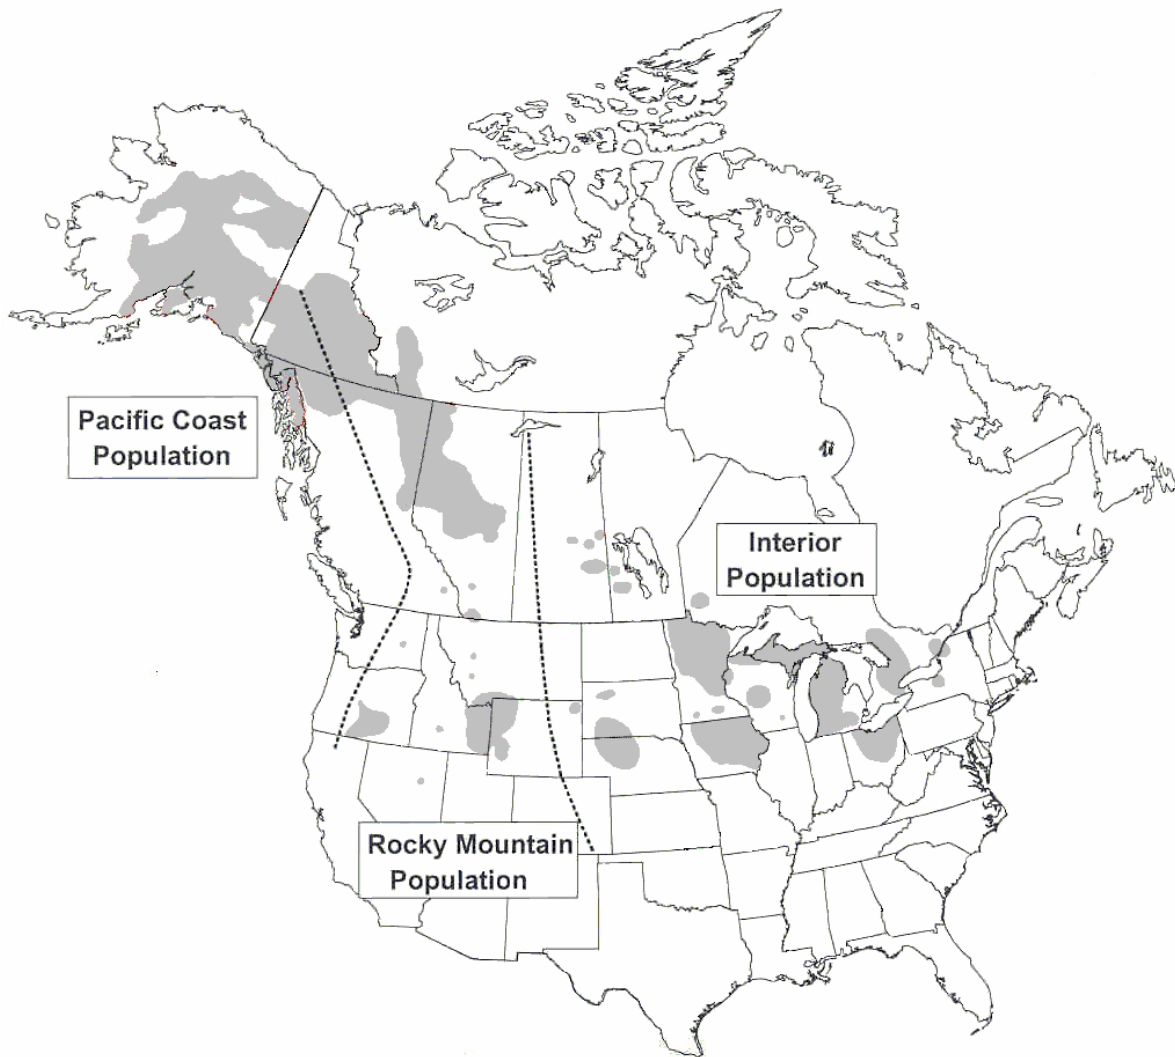 Pacific Coast
Population
Interior
Population
Rocky Mountain
Population